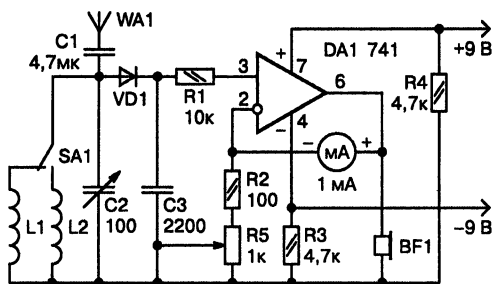 WA1
C1
4,7мк
VD1
R1
10к
3
2
+
7
DA1 741
6
4
−
+9 В
R4
4,7к
SA1
− мА +
1 мА
L1
L2
C2
100
C3
2200
R2
100
R5
1к
R3
4,7к
BF1
−9 В